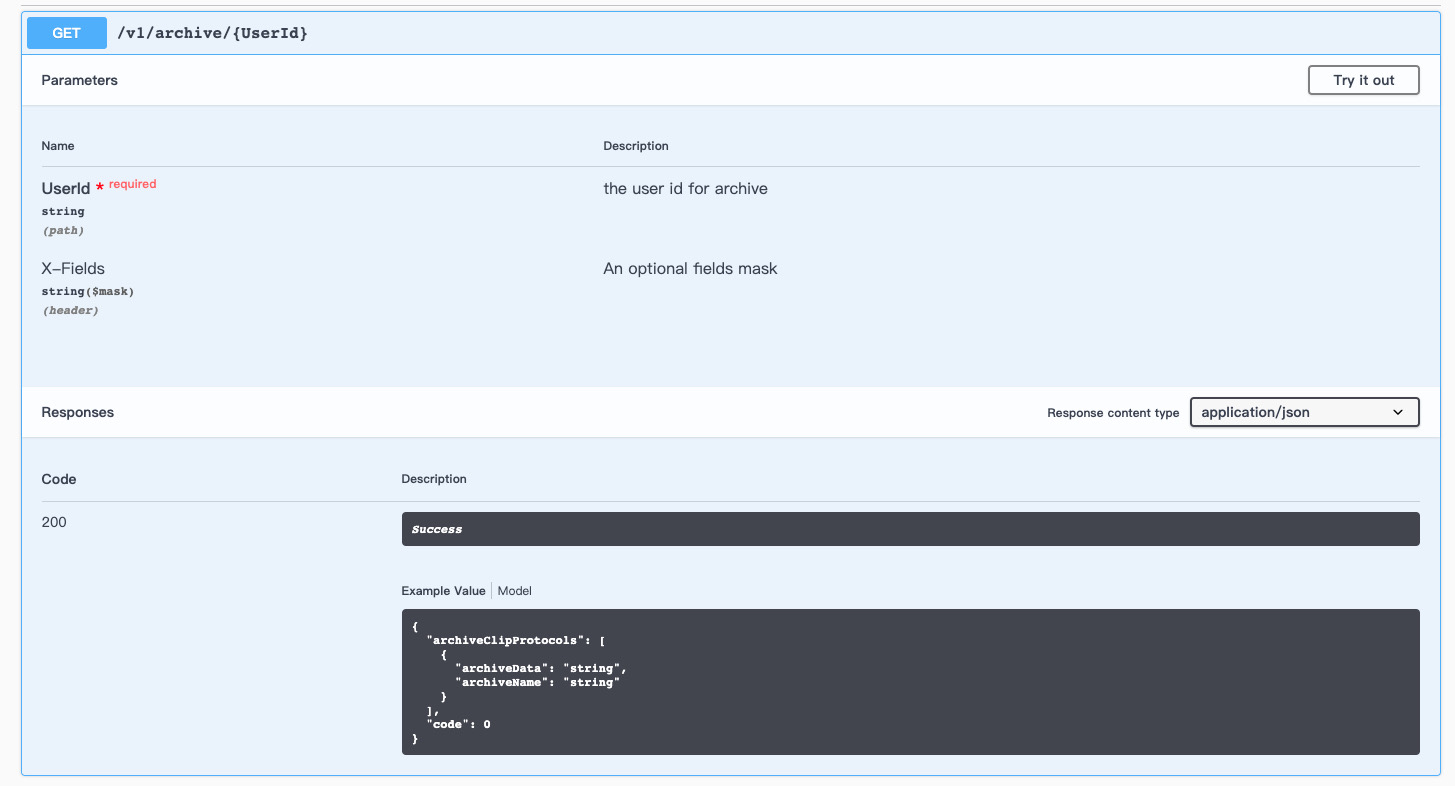 GET /v1/archive/{UserId}
Parameters Try it out
Name Description
UserId * required the user id for archive
string
(path)
X-Fields An optional fields mask
string($mask)
(header)
Responses Response content type application/json
Code Description
200 Success
Example Value Model
{
  "archiveClipProtocols": [
    {
      "archiveData": "string",
      "archiveName": "string"
    }
  ],
  "code": 0
}